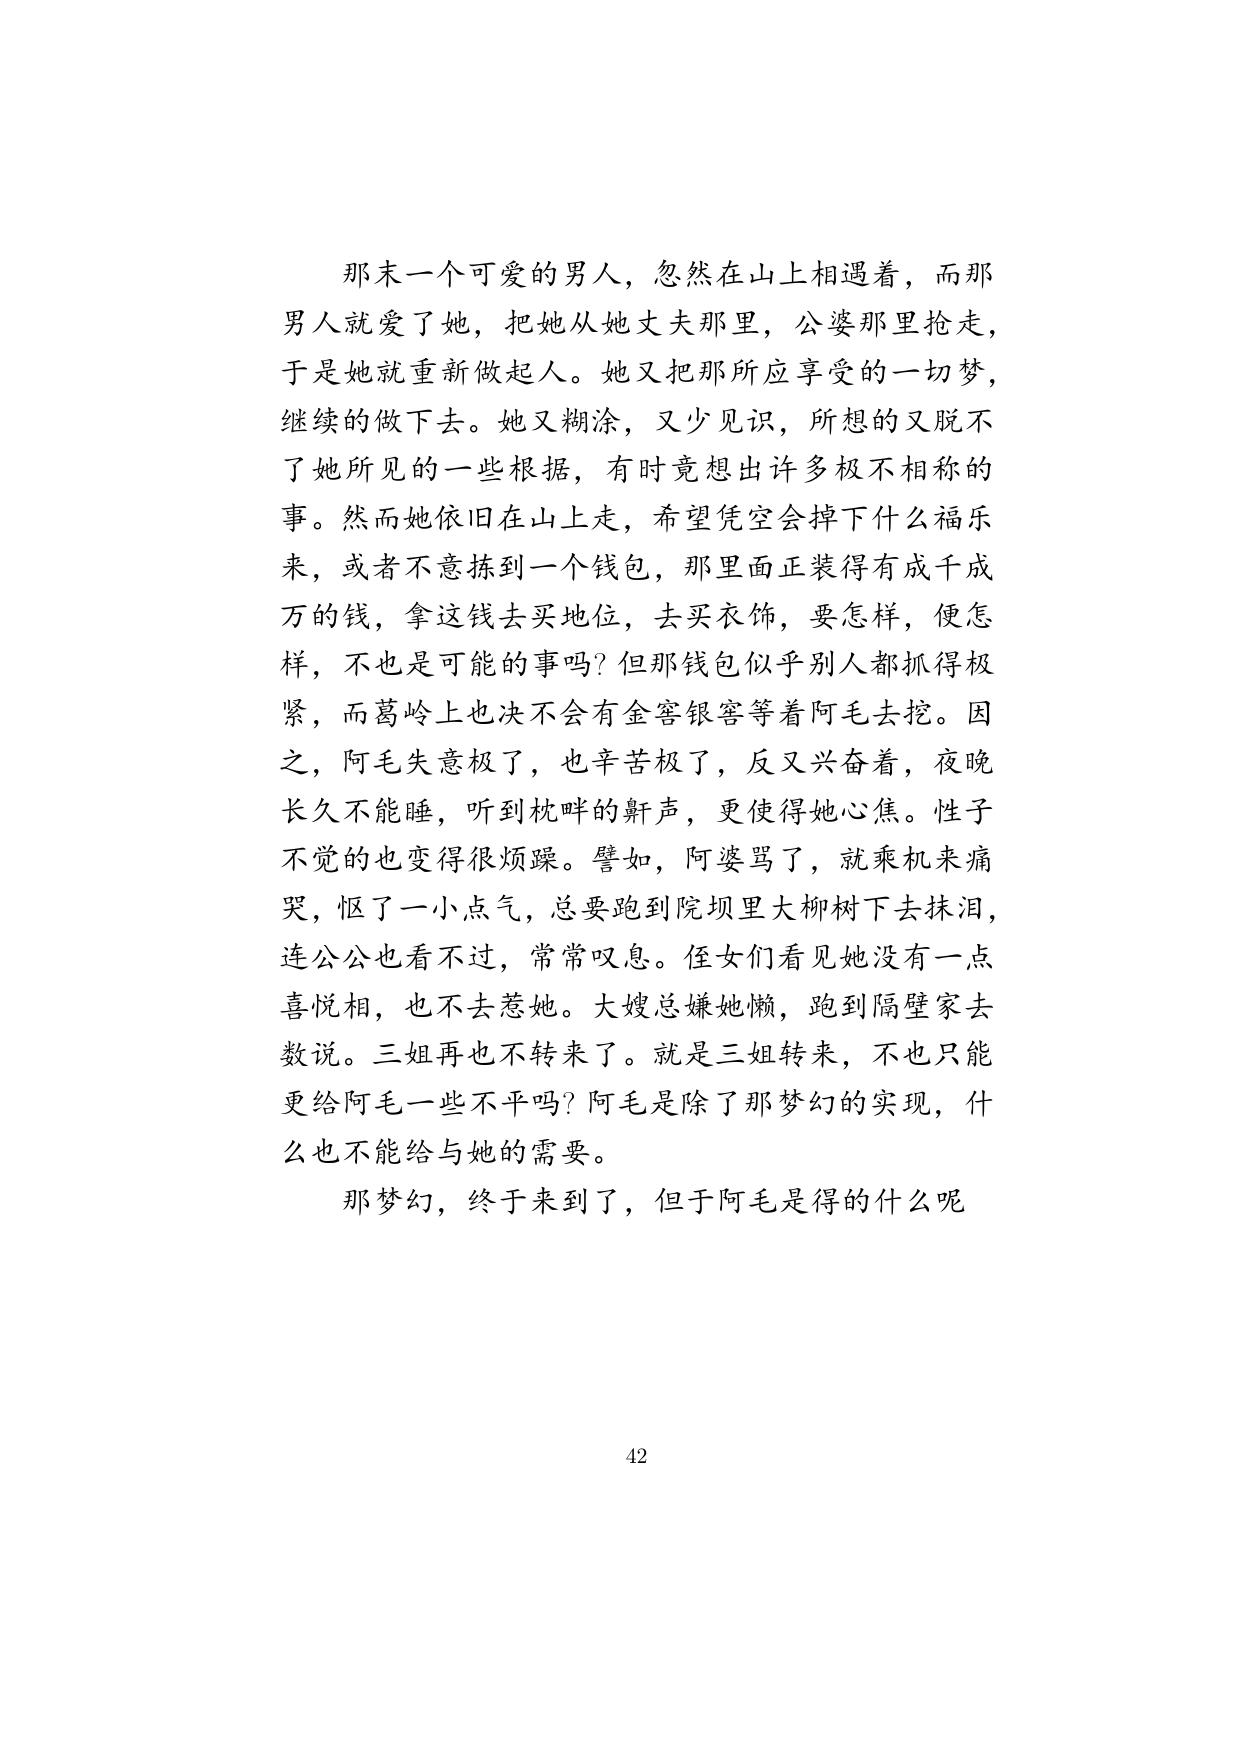 那末一个可爱的男人，忽然在山上相遇着，而那
男人就爱了她，把她从她丈夫那里，公婆那里抢走，
于是她就重新做起人。她又把那所应享受的一切梦，
继续的做下去。她又糊涂，又少见识，所想的又脱不
了她所见的一些根据，有时竟想出许多极不相称的
事。然而她依旧在山上走，希望凭空会掉下什么福乐
来，或者不意拣到一个钱包，那里面正装得有成千成
万的钱，拿这钱去买地位，去买衣饰，要怎样，便怎
样，不也是可能的事吗？但那钱包似乎别人都抓得极
紧，而葛岭上也决不会有金窖银窖等着阿毛去挖。因
之，阿毛失意极了，也辛苦极了，反又兴奋着，夜晚
长久不能睡，听到枕畔的鼾声，更使得她心焦。性子
不觉的也变得很烦躁。譬如，阿婆骂了，就乘机来痛
哭，怄了一小点气，总要跑到院坝里大柳树下去抹泪，
连公公也看不过，常常叹息。侄女们看见她没有一点
喜悦相，也不去惹她。大嫂总嫌她懒，跑到隔壁家去
数说。三姐再也不转来了。就是三姐转来，不也只能
更给阿毛一些不平吗？阿毛是除了那梦幻的实现，什
么也不能给与她的需要。
那梦幻，终于来到了，但于阿毛是得的什么呢
42